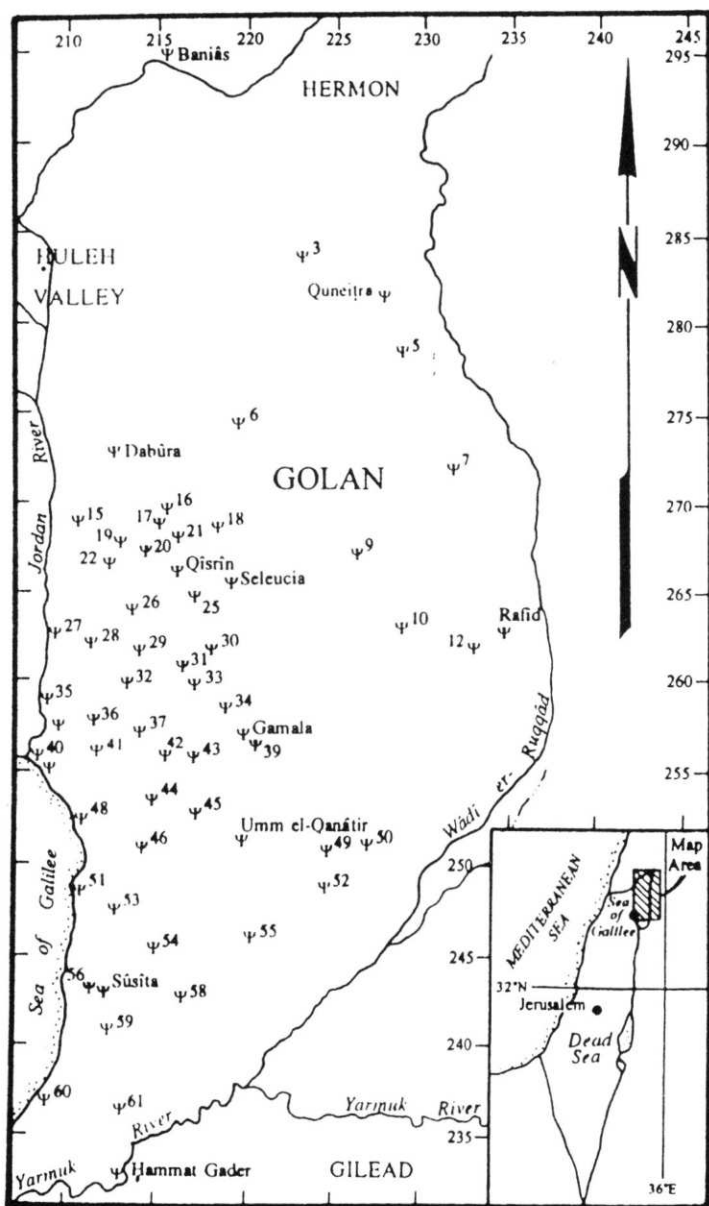 210 215 220 225 230 235 240 245
Baniâs
295
HERMON
290
3
285
HULEH
VALLEY
Quneiṭra
280
5
6
275
Dabûra
7
GOLAN
Jordan River
16
15
17
18
270
19
21
20
9
22
Qîsrîn
Seleucia
265
25
26
10
Rafîd
27
28
12
29
30
31
260
32
33
35
34
36
37
Gamala
39
40
41
42
43
255
Wâdi er-Ruqqâd
44
48
45
Umm el-Qanâtir
50
49
46
250
51
52
53
Sea of Galilee
54
55
245
56
Sûsîta
58
59
240
60
61
Yarmuk River
235
Yarmuk River
Hammat Gader
GILEAD
Map
Area
MEDITERRANEAN
SEA
Sea
of
Galilee
32°N
Jerusalem
Dead
Sea
36°E